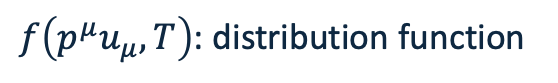 f(p^μ u_μ, T): distribution function